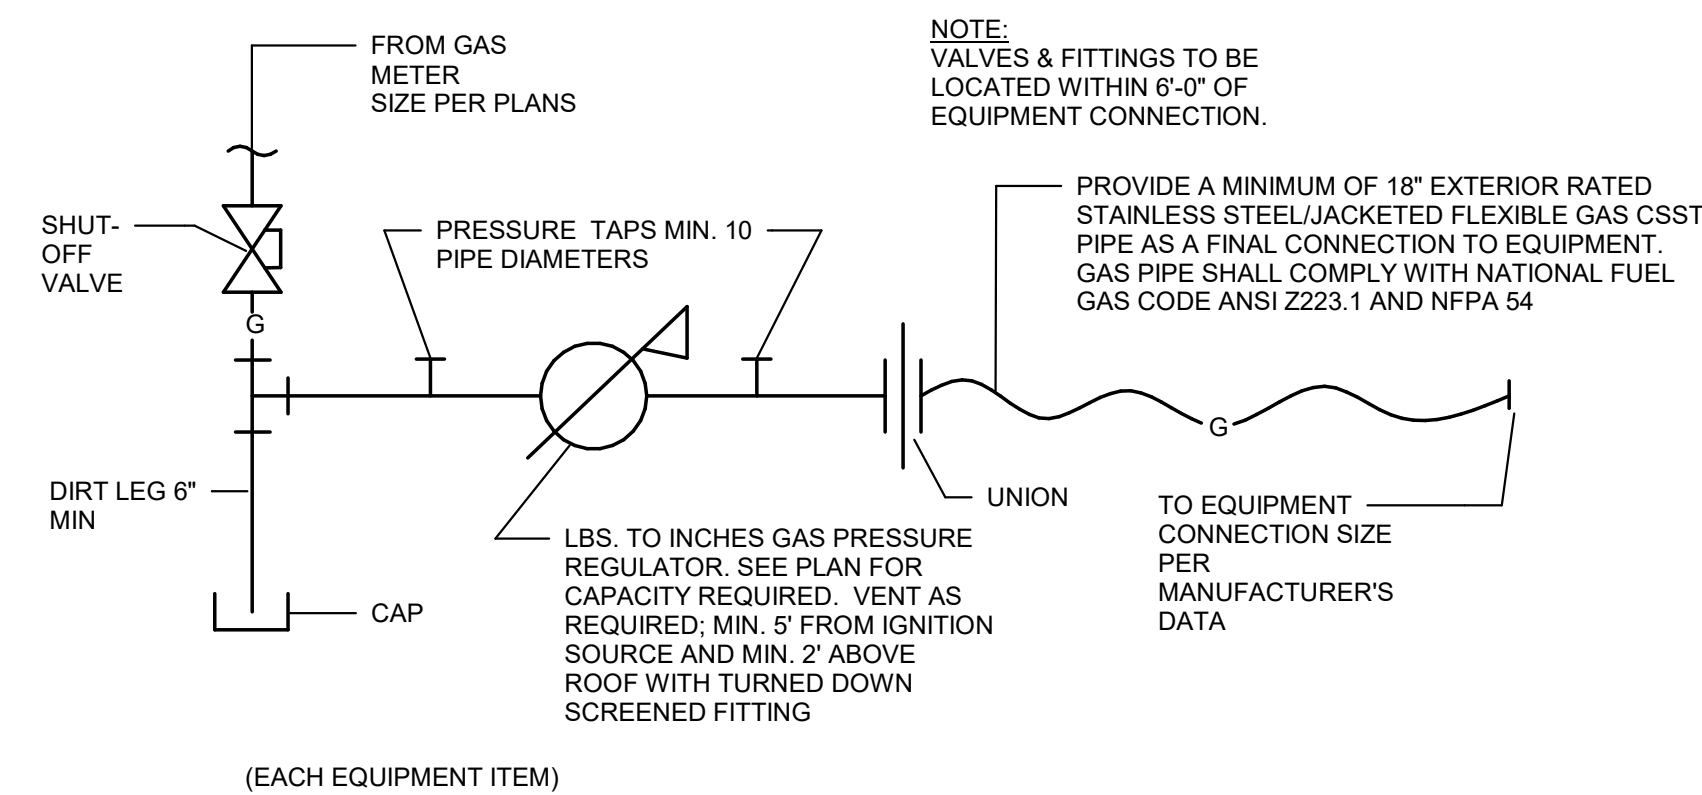 FROM GAS
METER
SIZE PER PLANS
NOTE:
VALVES & FITTINGS TO BE
LOCATED WITHIN 6'-0" OF
EQUIPMENT CONNECTION.
SHUT-
OFF
VALVE
PRESSURE TAPS MIN. 10
PIPE DIAMETERS
PROVIDE A MINIMUM OF 18" EXTERIOR RATED
STAINLESS STEEL/JACKETED FLEXIBLE GAS CSST
PIPE AS A FINAL CONNECTION TO EQUIPMENT.
GAS PIPE SHALL COMPLY WITH NATIONAL FUEL
GAS CODE ANSI Z223.1 AND NFPA 54
G
G
DIRT LEG 6"
MIN
UNION
TO EQUIPMENT
CONNECTION SIZE
PER
MANUFACTURER'S
DATA
LBS. TO INCHES GAS PRESSURE
REGULATOR. SEE PLAN FOR
CAPACITY REQUIRED. VENT AS
REQUIRED; MIN. 5' FROM IGNITION
SOURCE AND MIN. 2' ABOVE
ROOF WITH TURNED DOWN
SCREENED FITTING
CAP
(EACH EQUIPMENT ITEM)